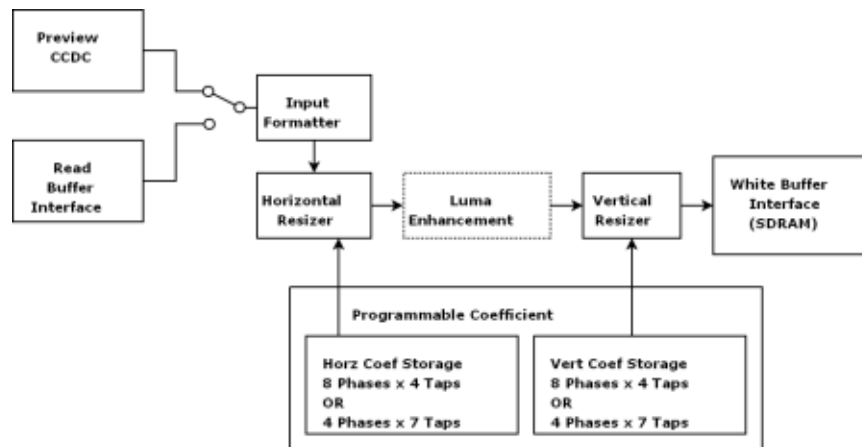 Preview
CCDC
Input
Formatter
Read
Buffer
Interface
Horizontal
Resizer
Luma
Enhancement
Vertical
Resizer
White Buffer
Interface
(SDRAM)
Programmable Coefficient
Horz Coef Storage
8 Phases x 4 Taps
OR
4 Phases x 7 Taps
Vert Coef Storage
8 Phases x 4 Taps
OR
4 Phases x 7 Taps